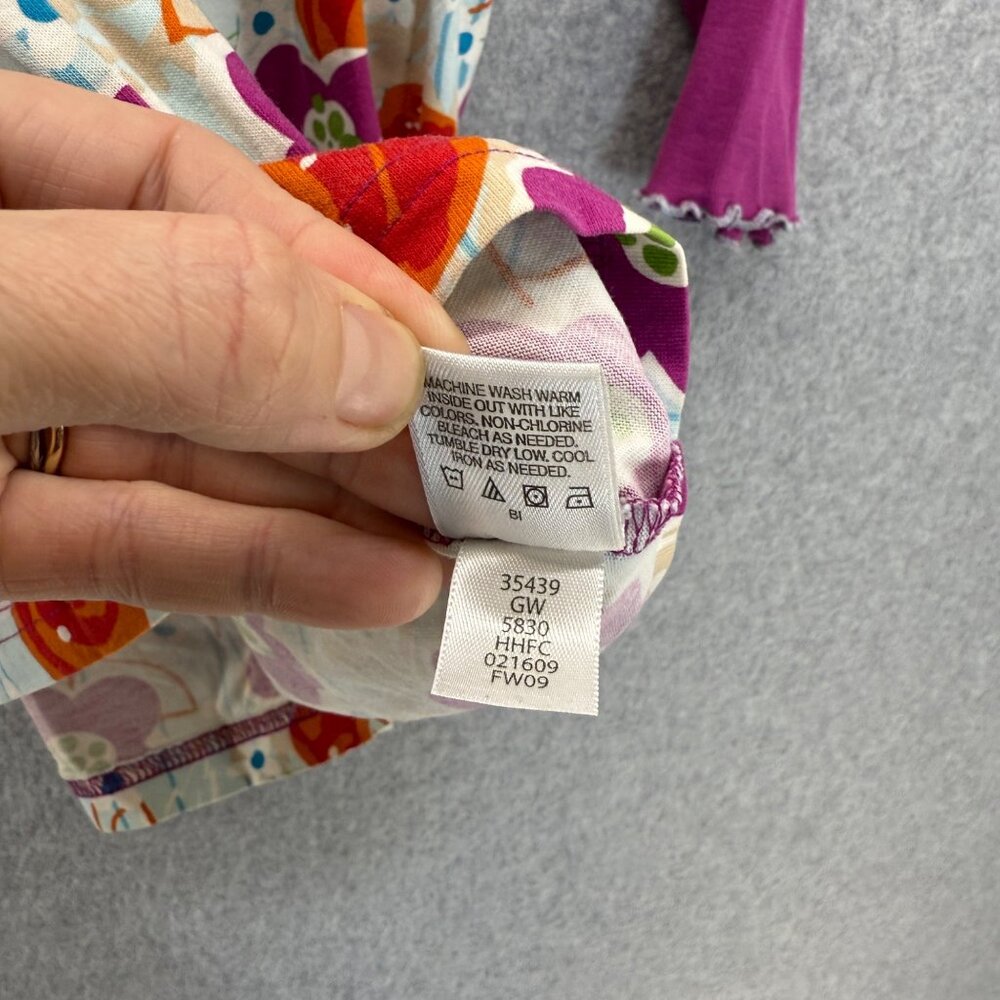 MACHINE WASH WARM
INSIDE OUT WITH LIKE
COLORS. NON-CHLORINE
BLEACH AS NEEDED.
TUMBLE DRY LOW. COOL
IRON AS NEEDED.
BI
35439
GW
5830
HHFC
021609
FW09